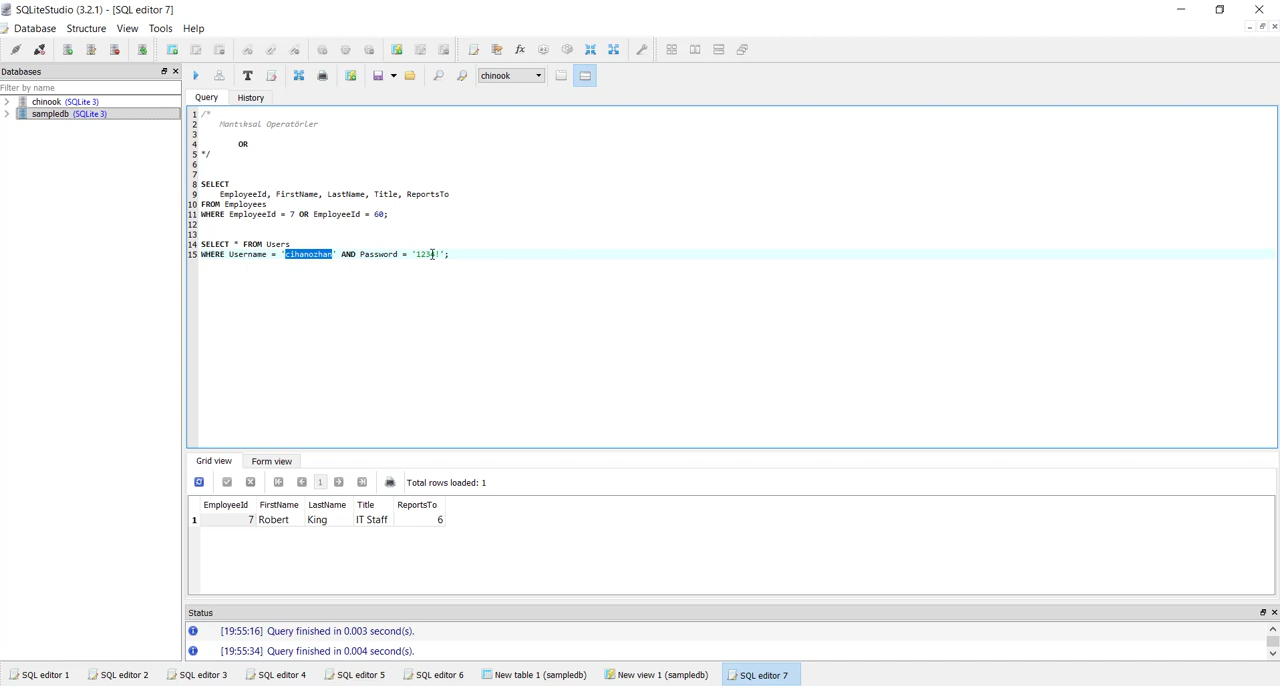 SQLiteStudio (3.2.1) - [SQL editor 7]
Database Structure View Tools Help
Databases
Filter by name
chinook (SQLite 3)
sampledb (SQLite 3)
chinook
Query History
1 /*
2 Mantıksal Operatörler
3
4 OR
5 */
6
7
8 SELECT
9 EmployeeId, FirstName, LastName, Title, ReportsTo
10 FROM Employees
11 WHERE EmployeeId = 7 OR EmployeeId = 60;
12
13
14 SELECT * FROM Users
15 WHERE Username = 'cihanozhan' AND Password = '1234!';
Grid view Form view
1 Total rows loaded: 1
EmployeeId FirstName LastName Title ReportsTo
1 7 Robert King IT Staff 6
Status
[19:55:16] Query finished in 0.003 second(s).
[19:55:34] Query finished in 0.004 second(s).
SQL editor 1 SQL editor 2 SQL editor 3 SQL editor 4 SQL editor 5 SQL editor 6 New table 1 (sampledb) New view 1 (sampledb) SQL editor 7